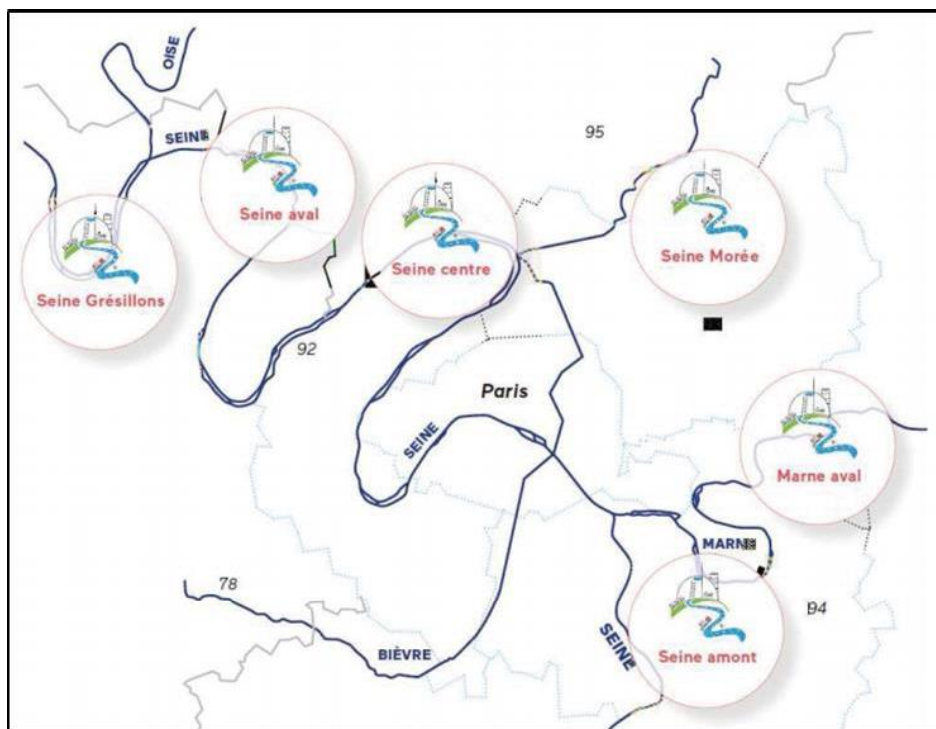 OISE
SEINE
95
Seine aval
Seine centre
Seine Morée
Seine Grésillons
92
Paris
SEINE
Marne aval
MARNE
78
94
BIÈVRE
SEINE
Seine amont